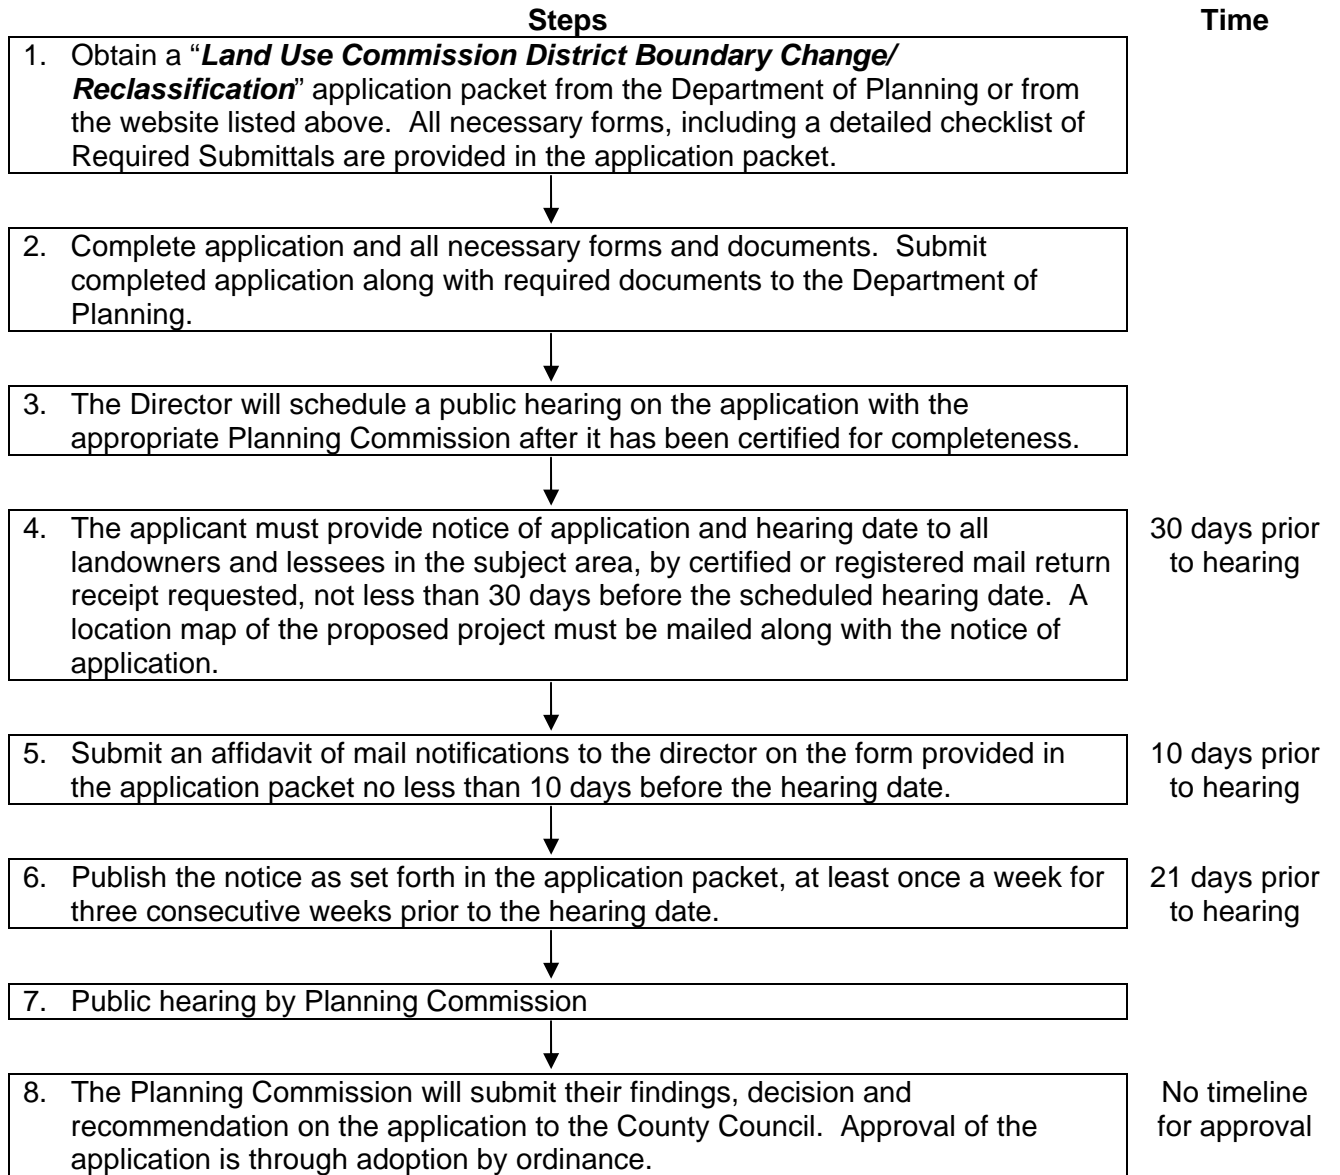 Steps Time
1. Obtain a “Land Use Commission District Boundary Change/
Reclassification” application packet from the Department of Planning or from
the website listed above. All necessary forms, including a detailed checklist of
Required Submittals are provided in the application packet.
2. Complete application and all necessary forms and documents. Submit
completed application along with required documents to the Department of
Planning.
3. The Director will schedule a public hearing on the application with the
appropriate Planning Commission after it has been certified for completeness.
4. The applicant must provide notice of application and hearing date to all
landowners and lessees in the subject area, by certified or registered mail return
receipt requested, not less than 30 days before the scheduled hearing date. A
location map of the proposed project must be mailed along with the notice of
application.
30 days prior
to hearing
5. Submit an affidavit of mail notifications to the director on the form provided in
the application packet no less than 10 days before the hearing date.
10 days prior
to hearing
6. Publish the notice as set forth in the application packet, at least once a week for
three consecutive weeks prior to the hearing date.
21 days prior
to hearing
7. Public hearing by Planning Commission
8. The Planning Commission will submit their findings, decision and
recommendation on the application to the County Council. Approval of the
application is through adoption by ordinance.
No timeline
for approval